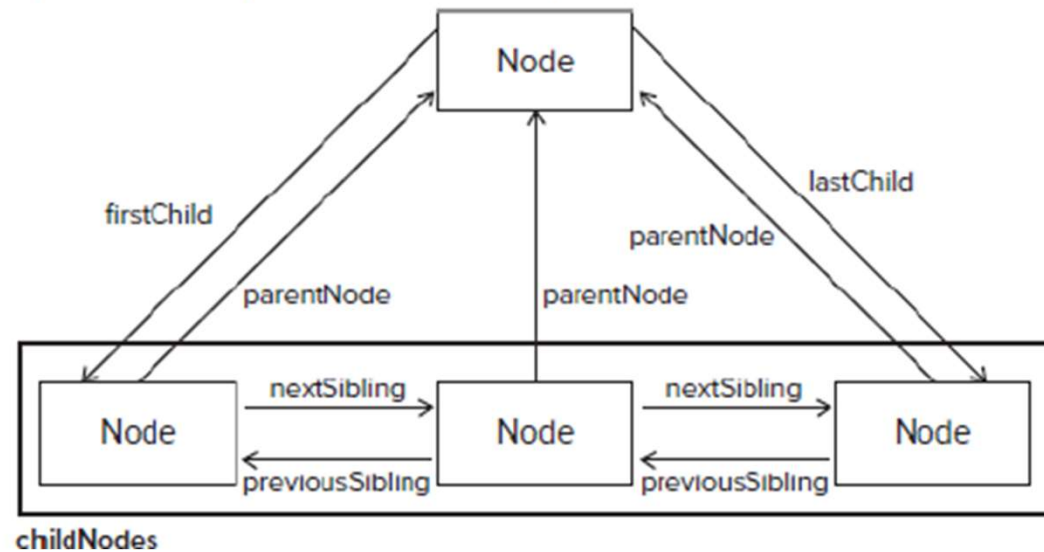 Node
lastChild
firstChild
parentNode
parentNode
parentNode
nextSibling
nextSibling
Node
Node
Node
previousSibling
previousSibling
childNodes